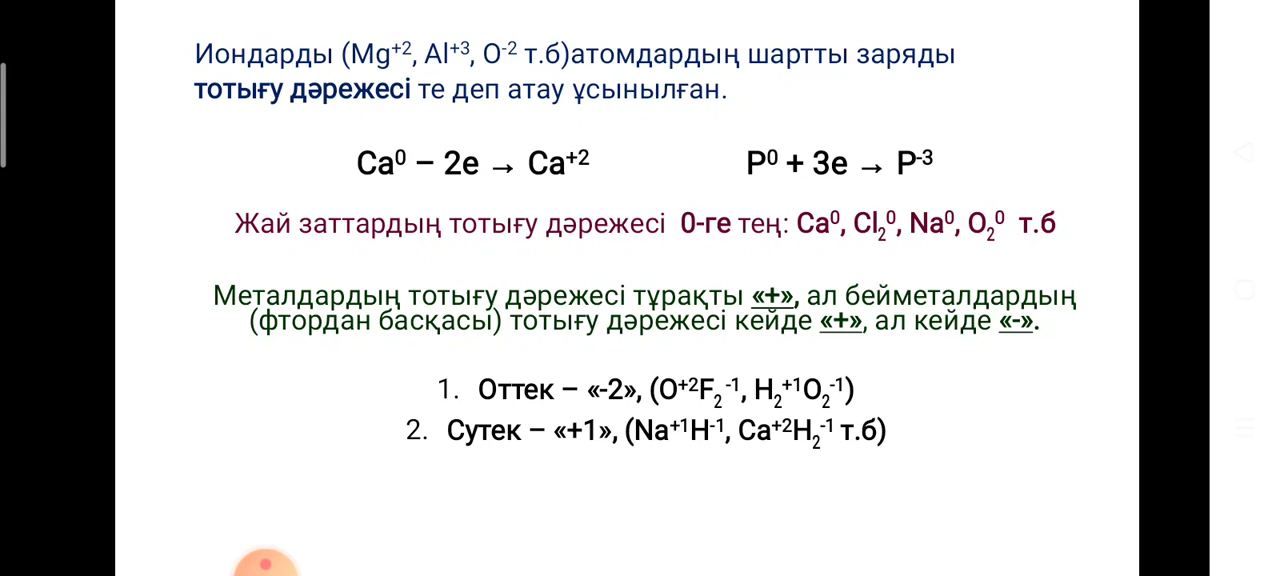 Иондарды (Mg⁺², Al⁺³, O⁻² т.б)атомдардың шартты заряды
тотығу дәрежесі те деп атау ұсынылған.
Ca⁰ – 2e → Ca⁺² P⁰ + 3e → P⁻³
Жай заттардың тотығу дәрежесі 0-ге тең: Ca⁰, Cl₂⁰, Na⁰, O₂⁰ т.б
Металдардың тотығу дәрежесі тұрақты «+», ал бейметалдардың
(фтордан басқасы) тотығу дәрежесі кейде «+», ал кейде «-».
1. Оттек – «-2», (O⁺²F₂⁻¹, H₂⁺¹O₂⁻¹)
2. Сутек – «+1», (Na⁺¹H⁻¹, Ca⁺²H₂⁻¹ т.б)